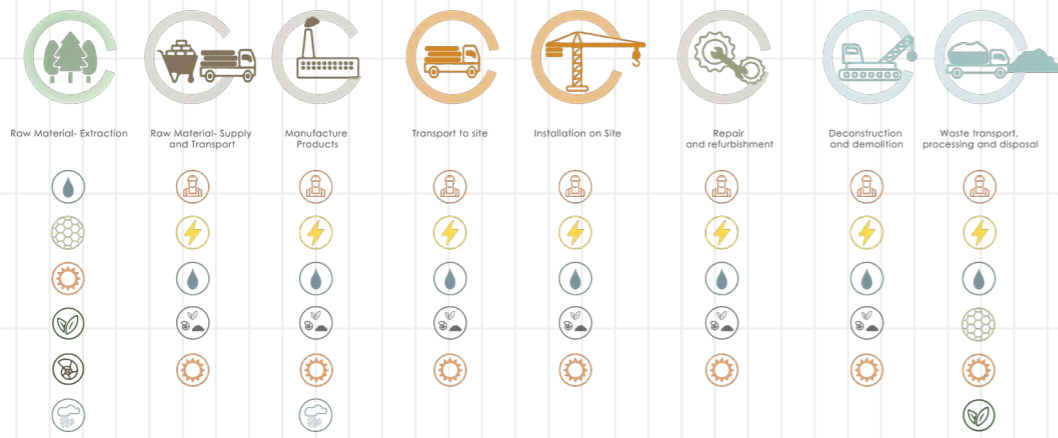 Raw Material- Extraction
Raw Material- Supply
and Transport
Manufacture
Products
Transport to site
Installation on Site
Repair
and refurbishment
Deconstruction
and demolition
Waste transport,
processing and disposal